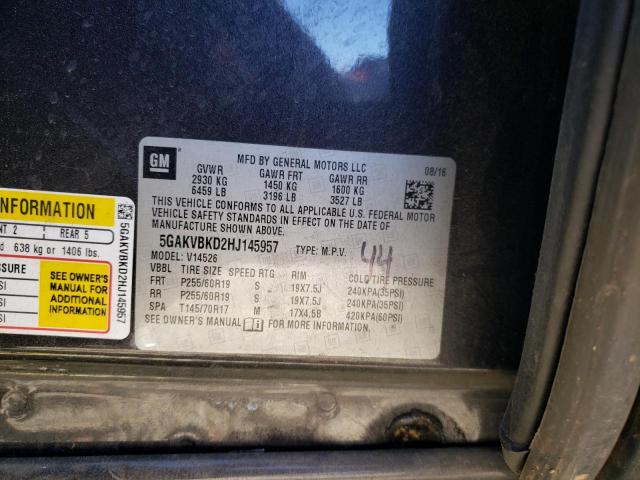 GM
MFD BY GENERAL MOTORS LLC
08/16
GVWR GAWR FRT GAWR RR
2930 KG 1450 KG 1600 KG
6459 LB 3196 LB 3527 LB
THIS VEHICLE CONFORMS TO ALL APPLICABLE U.S. FEDERAL MOTOR
VEHICLE SAFETY STANDARDS IN EFFECT ON THE DATE OF
MANUFACTURE SHOWN ABOVE.
5GAKVBKD2HJ145957 TYPE: M.P.V.
44
MODEL: V14526
VBBL TIRE SIZE SPEED RTG RIM COLD TIRE PRESSURE
FRT P255/60R19 S 19X7.5J 240KPA(35PSI)
RR P255/60R19 S 19X7.5J 240KPA(35PSI)
SPA T145/70R17 M 17X4.5B 420KPA(60PSI)
SEE OWNER'S MANUAL FOR MORE INFORMATION.
INFORMATION
2 REAR 5
638 kg or 1406 lbs.
SEE OWNER'S
MANUAL FOR
ADDITIONAL
INFORMATION
5GAKVBKD2HJ145957